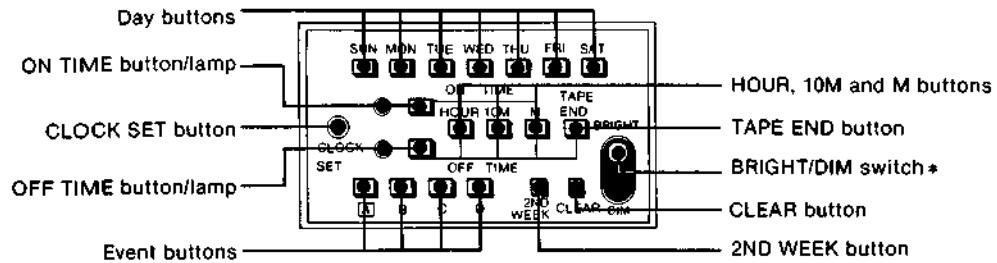 Day buttons
ON TIME button/lamp
CLOCK SET button
OFF TIME button/lamp
Event buttons
SUN MON TUE WED THU FRI SAT
ON TIME
TAPE
END
HOUR 10M M
BRIGHT
CLOCK
SET
OFF TIME
A B C D
2ND
WEEK
CLEAR
DIM
HOUR, 10M and M buttons
TAPE END button
BRIGHT/DIM switch*
CLEAR button
2ND WEEK button